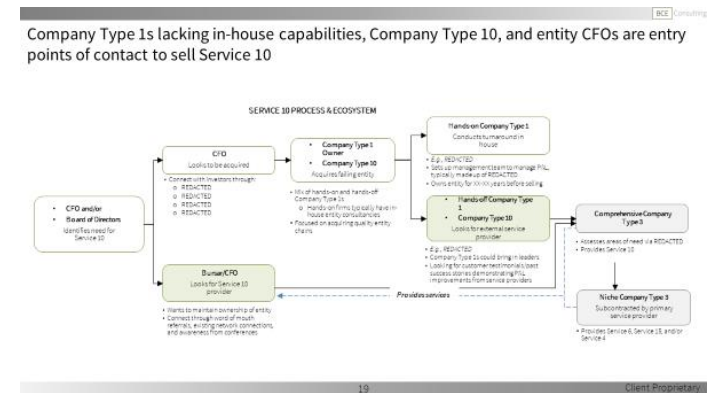 BCE Consulting
Company Type 1s lacking in-house capabilities, Company Type 10, and entity CFOs are entry
points of contact to sell Service 10
SERVICE 10 PROCESS & ECOSYSTEM
• CFO and/or
• Board of Directors
Identifies need for
Service 10
CFO
Looks to be acquired
• Connect with investors through:
o REDACTED
o REDACTED
o REDACTED
o REDACTED
• Company Type 1
Owner
• Company Type 10
Acquires failing entity
• Mix of hands-on and hands-off
Company Type 1s
o Hands-on firms typically have in-
house entity consultancies
• Focused on acquiring quality entity
chains
Hands-on Company Type 1
Conducts turnaround in
House
• E.g., REDACTED
• Sets up management team to manage P&L,
typically made up of REDACTED
• Owns entity for XX-XX years before selling
• Hands off Company Type
1
• Company Type 10
Looks for external service
provider
• E.g., REDACTED
• Company Type 1s could bring in leaders
• Looking for customer testimonials/past
success stories demonstrating P&L
improvements from service providers
Comprehensive Company
Type 3
• Assesses areas of need via REDACTED
• Provides Service 10
Bursar/CFO
Looks for Service 10
provider
• Wants to maintain ownership of entity
• Connect through word of mouth
referrals, existing network connections,
and awareness from conferences
Provides services
Niche Company Type 3
Subcontracted by primary
service provider
• Provides Service 6, Service 13, and/or
Service 4
19
Client Proprietary